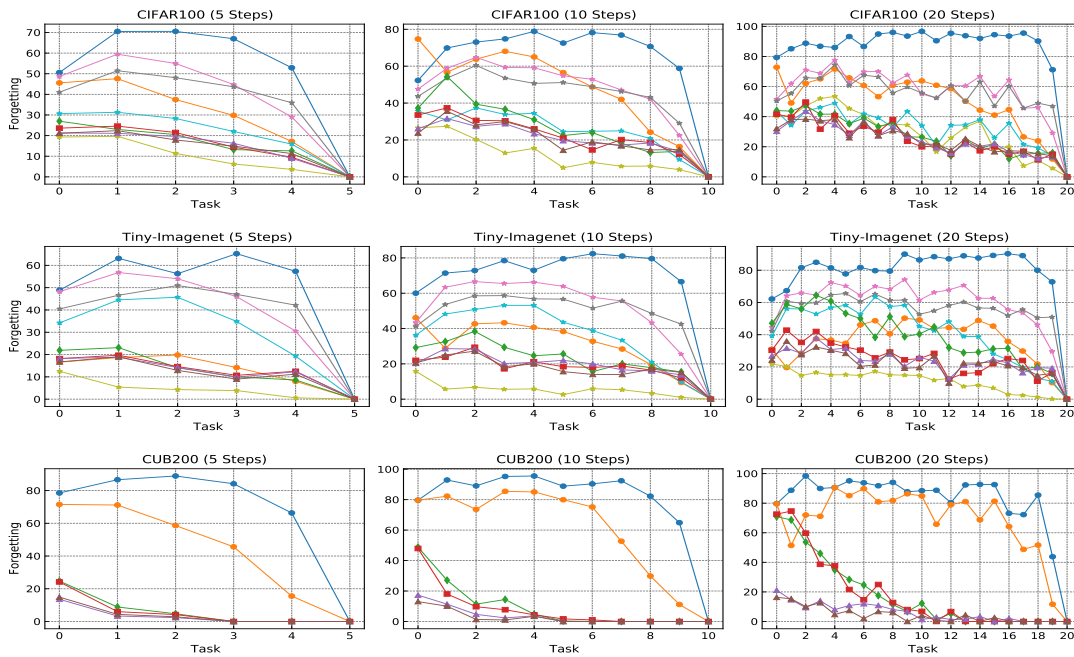 CIFAR100 (5 Steps)
CIFAR100 (10 Steps)
CIFAR100 (20 Steps)
Forgetting
70
60
50
40
30
20
10
0
0 1 2 3 4 5
Task
80
60
40
20
0
0 2 4 6 8 10
Task
100
80
60
40
20
0
0 2 4 6 8 10 12 14 16 18 20
Task
Tiny-Imagenet (5 Steps)
Tiny-Imagenet (10 Steps)
Tiny-Imagenet (20 Steps)
Forgetting
60
50
40
30
20
10
0
0 1 2 3 4 5
Task
80
60
40
20
0
0 2 4 6 8 10
Task
80
60
40
20
0
0 2 4 6 8 10 12 14 16 18 20
Task
CUB200 (5 Steps)
CUB200 (10 Steps)
CUB200 (20 Steps)
Forgetting
80
60
40
20
0
0 1 2 3 4 5
Task
100
80
60
40
20
0
0 2 4 6 8 10
Task
100
80
60
40
20
0
0 2 4 6 8 10 12 14 16 18 20
Task